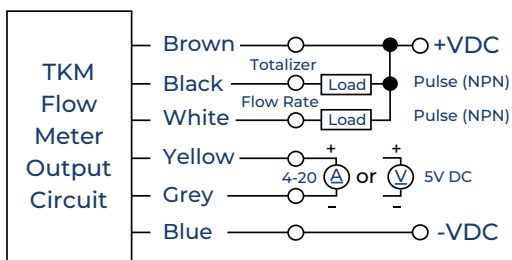 TKM
Flow
Meter
Output
Circuit
Brown
+VDC
Totalizer
Black
Load
Pulse (NPN)
Flow Rate
White
Load
Pulse (NPN)
Yellow
+
+
4-20
A
or
V
5V DC
Grey
–
–
Blue
-VDC